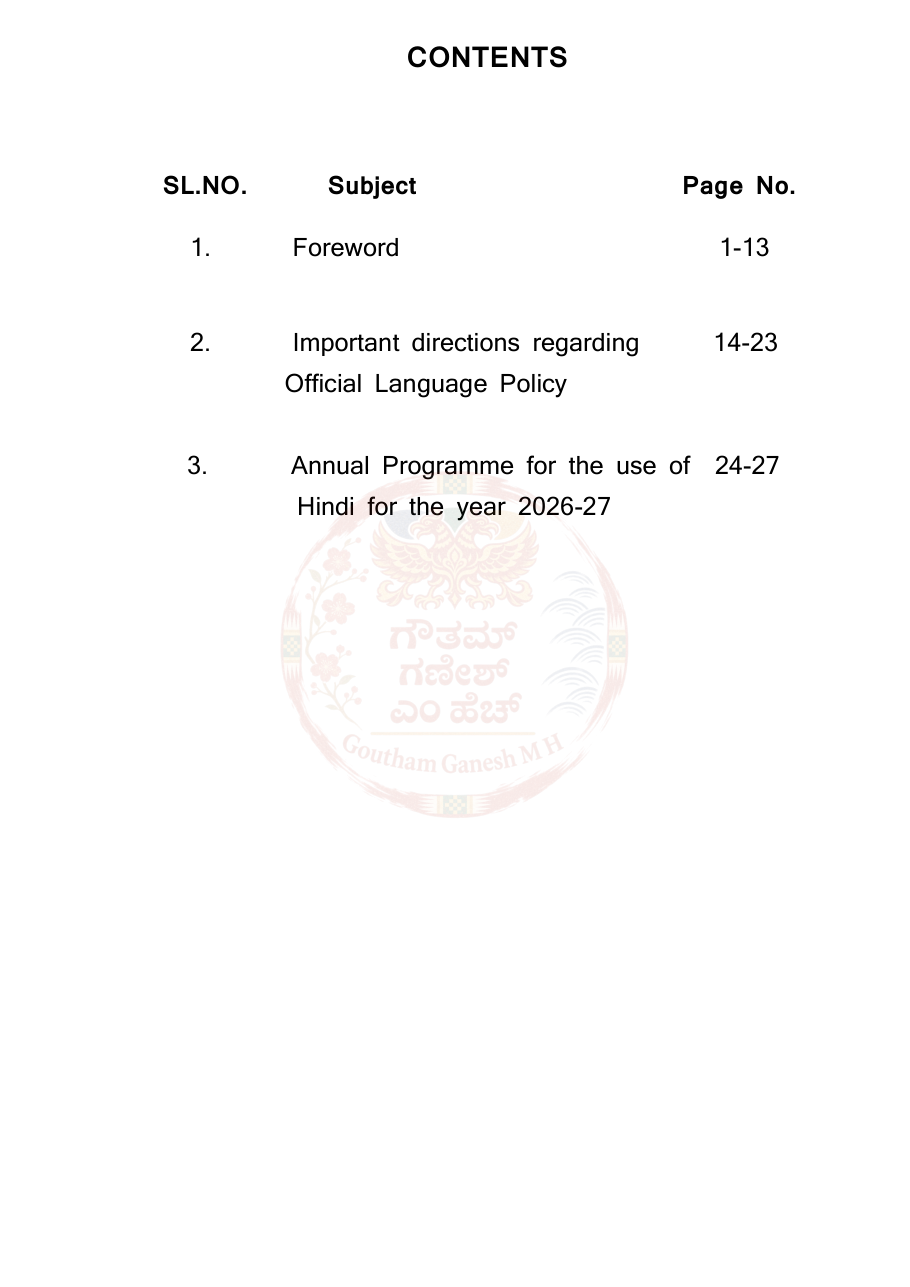 CONTENTS
SL.NO. Subject Page No.
1. Foreword 1-13
2. Important directions regarding 14-23
Official Language Policy
3. Annual Programme for the use of 24-27
Hindi for the year 2026-27
ಗೌತಮ್
ಗಣೇಶ್
ಎಂ ಹೆಚ್
Goutham Ganesh M H